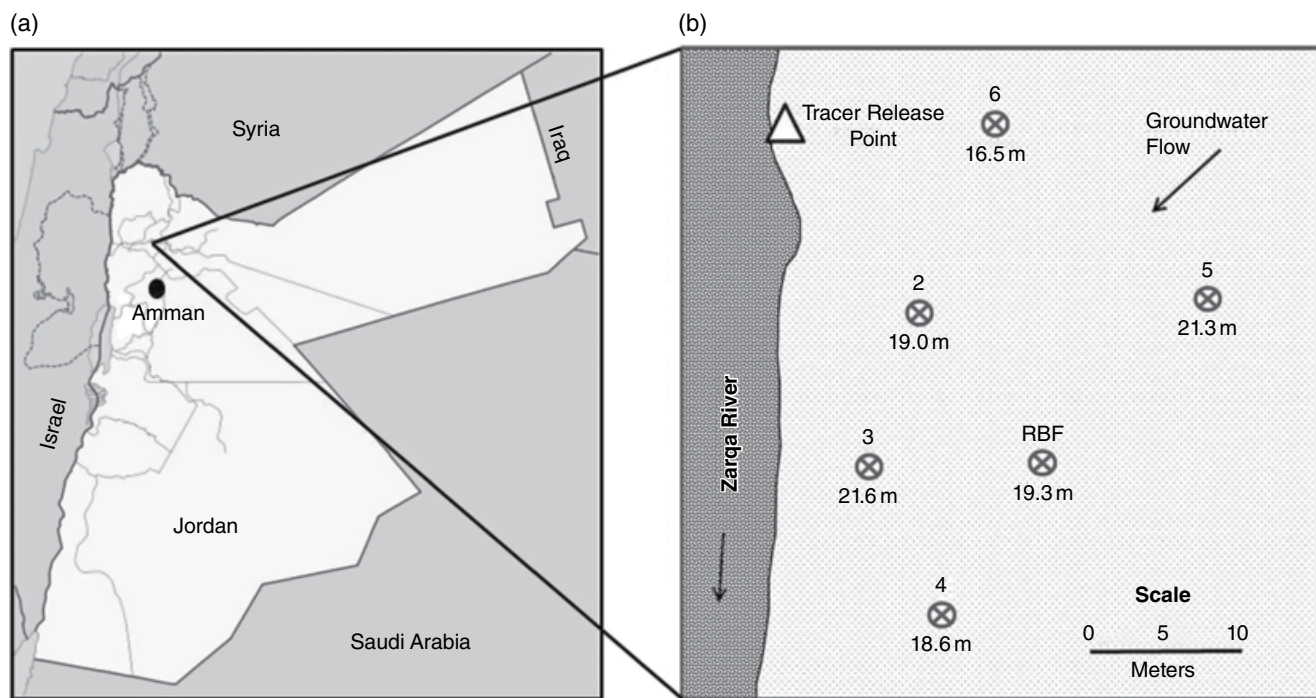 (a)
Syria
Iraq
Amman
Israel
Jordan
Saudi Arabia
(b)
6
Tracer Release
Point
16.5 m
Groundwater
Flow
2
19.0 m
5
21.3 m
Zarqa River
3
21.6 m
RBF
19.3 m
4
18.6 m
Scale
0 5 10
Meters